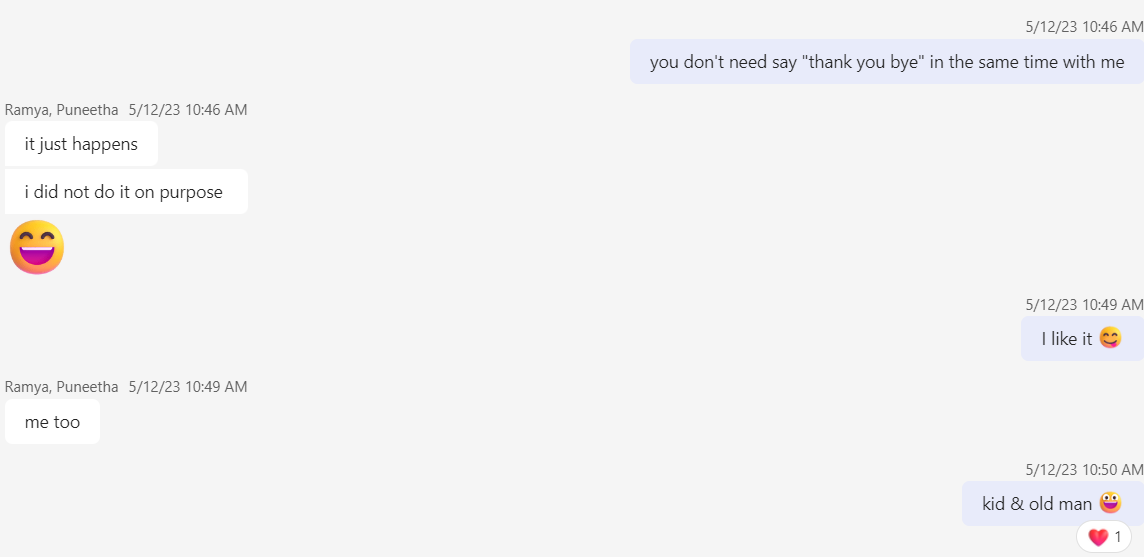 5/12/23 10:46 AM
you don't need say "thank you bye" in the same time with me
Ramya, Puneetha 5/12/23 10:46 AM
it just happens
i did not do it on purpose
5/12/23 10:49 AM
I like it 😋
Ramya, Puneetha 5/12/23 10:49 AM
me too
5/12/23 10:50 AM
kid & old man 😀
1